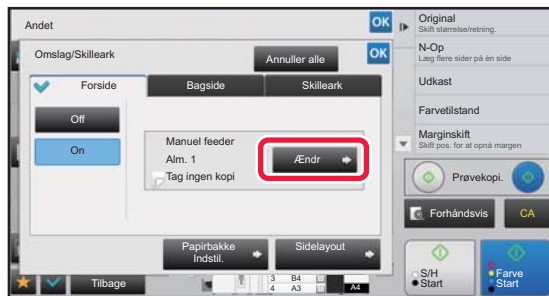 Andet
OK
Omslag/Skilleark
Annuller alle
OK
Forside
Bagside
Skilleark
Off
On
Manuel feeder
Alm. 1
Tag ingen kopi
Ændr
Papirbakke
Indstil.
Sidelayout
Tilbage
3 B4
4 A3
A4
Original
Skift størrelse/retning.
N-Op
Læg flere sider på én side
Udkast
Farvetilstand
Marginskift
Skift pos. for at opnå margen
Prøvekopi.
Forhåndsvis
CA
S/H
Start
Farve
Start